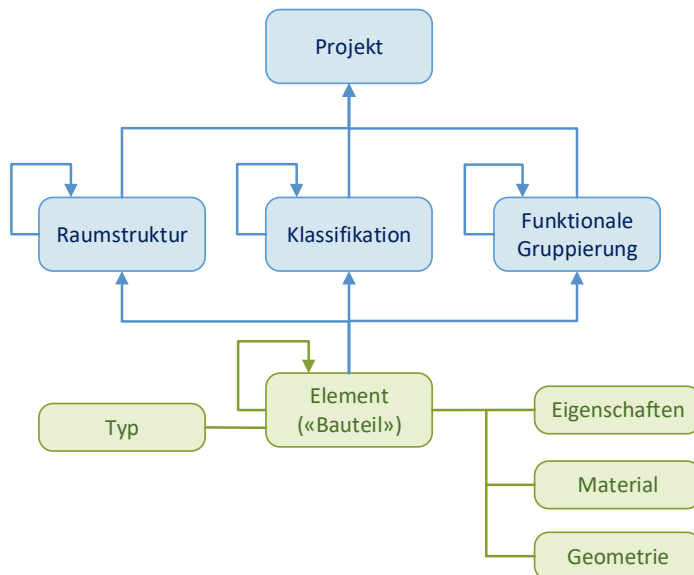 Projekt
Raumstruktur
Klassifikation
Funktionale
Gruppierung
Element
(«Bauteil»)
Typ
Eigenschaften
Material
Geometrie